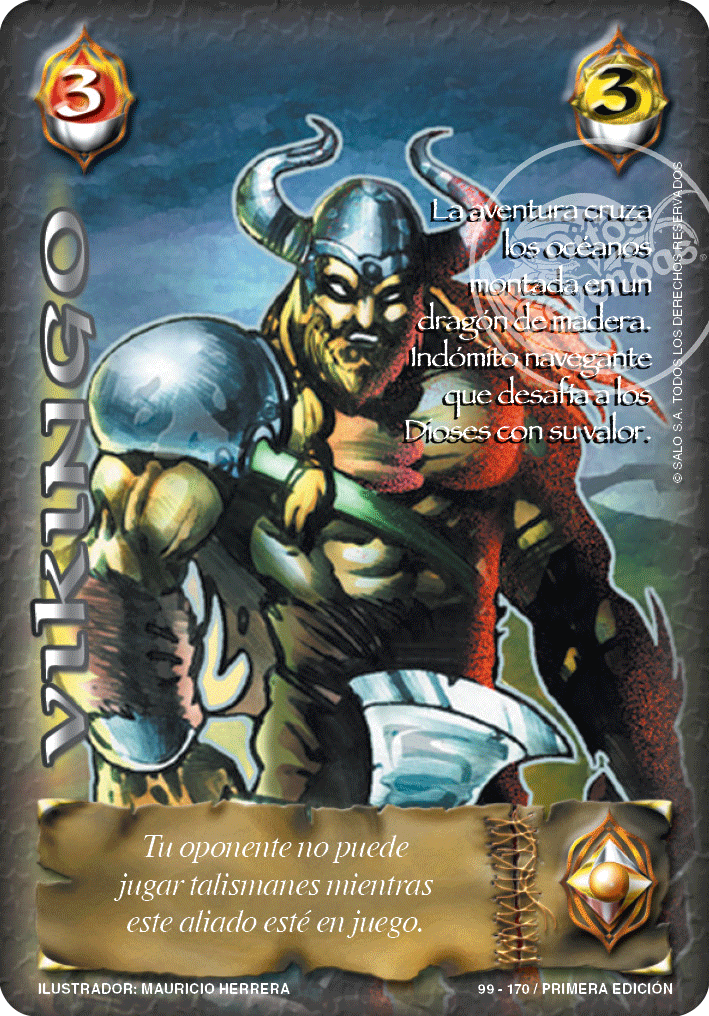 3
3
La aventura cruza
los océanos
montada en un
dragón de madera.
Indómito navegante
que desafía a los
Dioses con su valor.
VIKINGO
© SALO S.A. TODOS LOS DERECHOS RESERVADOS
Tu oponente no puede
jugar talismanes mientras
este aliado esté en juego.
ILUSTRADOR: MAURICIO HERRERA
99 - 170 / PRIMERA EDICIÓN